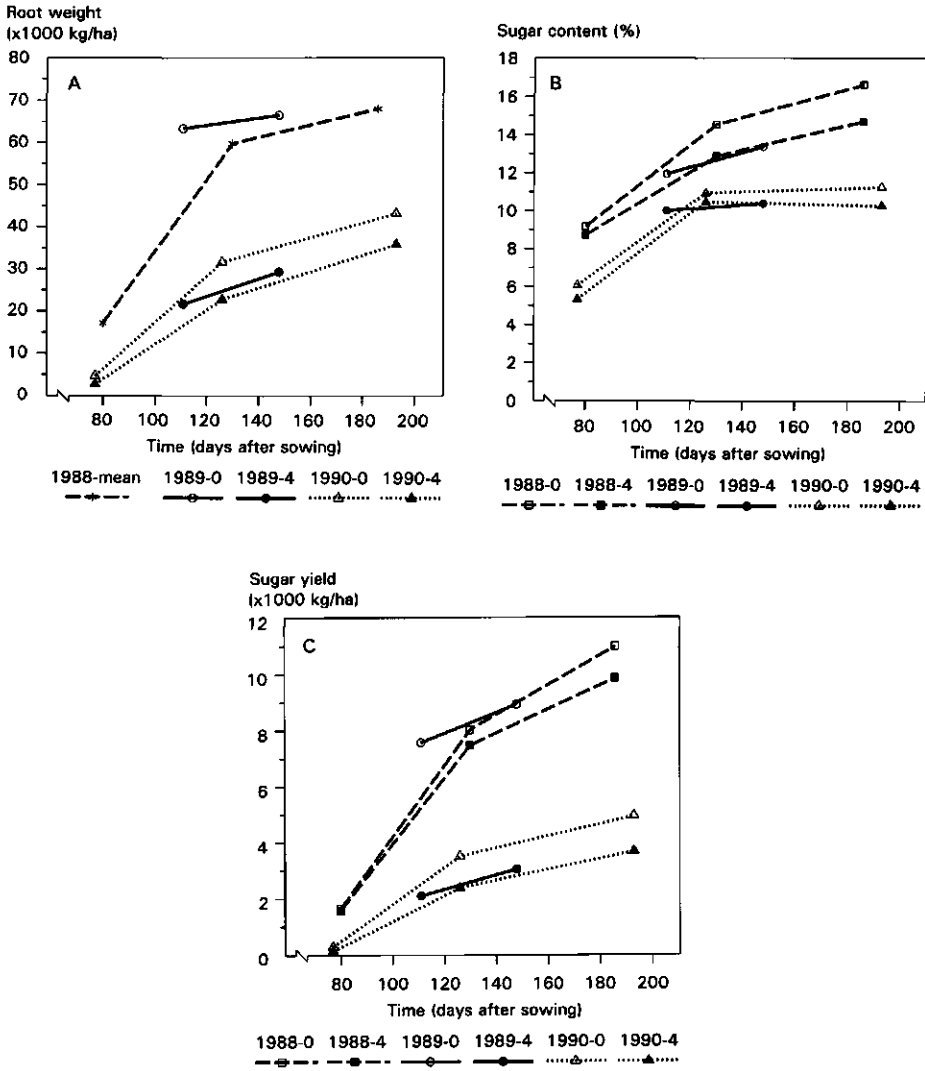 Root weight
(x1000 kg/ha)
80
70
60
50
40
30
20
10
0
A
80 100 120 140 160 180 200
Time (days after sowing)
1988-mean 1989-0 1989-4 1990-0 1990-4
Sugar content (%)
18
16
14
12
10
8
6
4
2
0
B
80 100 120 140 160 180 200
Time (days after sowing)
1988-0 1988-4 1989-0 1989-4 1990-0 1990-4
Sugar yield
(x1000 kg/ha)
12
10
8
6
4
2
0
C
80 100 120 140 160 180 200
Time (days after sowing)
1988-0 1988-4 1989-0 1989-4 1990-0 1990-4